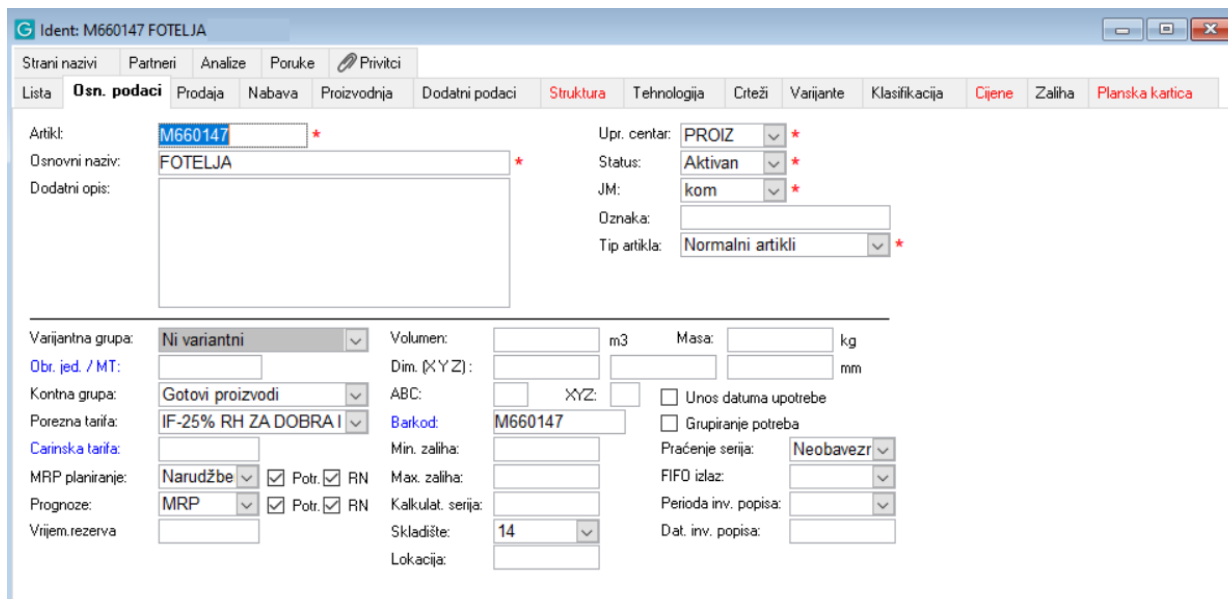 G Ident: M660147 FOTELJA
Strani nazivi Partneri Analize Poruke Privitci
Lista Osn. podaci Prodaja Nabava Proizvodnja Dodatni podaci Struktura Tehnologija Crteži Varijante Klasifikacija Cijene Zaliha Planska kartica
Artikl: M660147 * Upr. centar: PROIZ *
Osnovni naziv: FOTELJA * Status: Aktivan *
Dodatni opis: JM: kom *
Oznaka:
Tip artikla: Normalni artikli *
Varijantna grupa: Ni variantni Volumen: m3 Masa: kg
Obr. jed. / MT: Dim. (X Y Z) : mm
Kontna grupa: Gotovi proizvodi ABC: XYZ: Unos datuma upotrebe
Porezna tarifa: IF-25% RH ZA DOBRA I Barkod: M660147 Grupiranje potreba
Carinska tarifa: Min. zaliha: Praćenje serija: Neobavezr
MRP planiranje: Narudžbe Potr. RN Max. zaliha: FIFO izlaz:
Prognoze: MRP Potr. RN Kalkulat. serija: Perioda inv. popisa:
Vrijem.rezerva Skladište: 14 Dat. inv. popisa:
Lokacija: